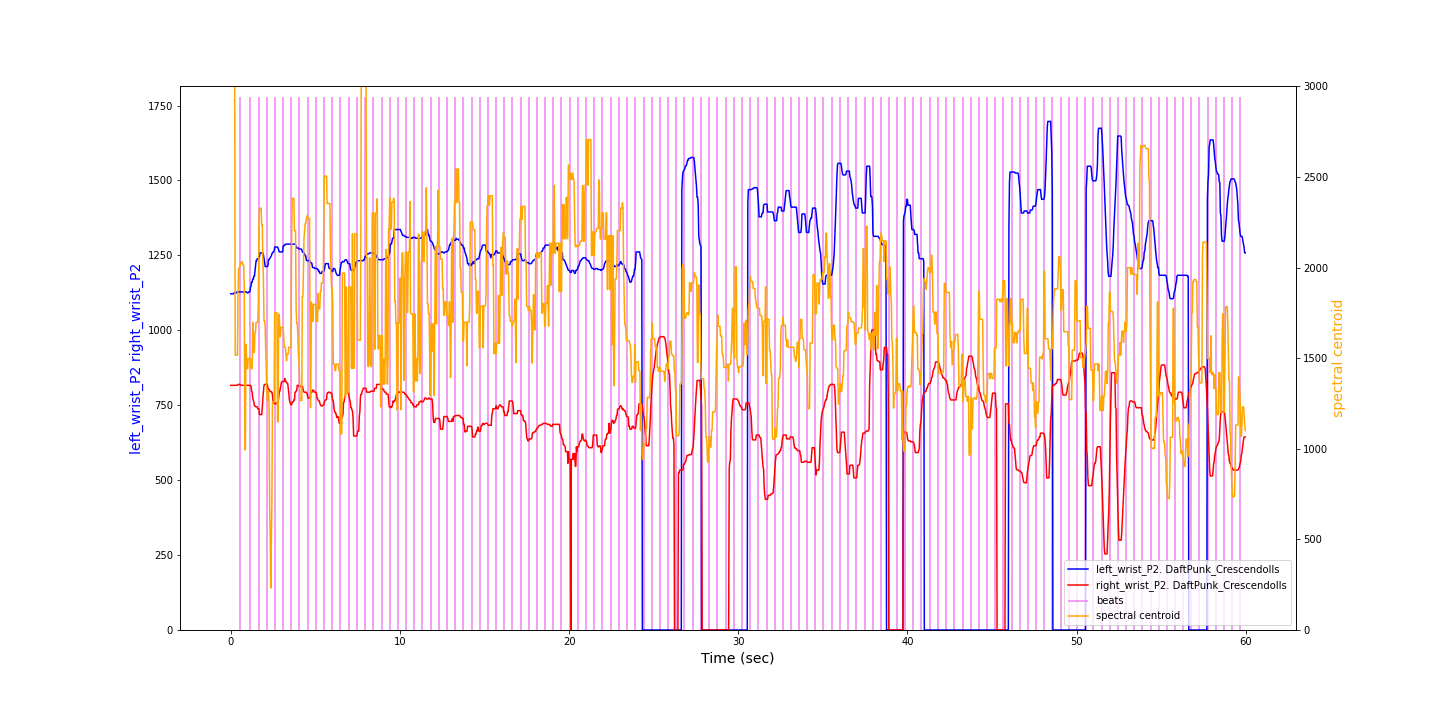 left_wrist_P2 right_wrist_P2
1750
1500
1250
1000
750
500
250
0
3000
2500
2000
1500
1000
500
0
spectral centroid
left_wrist_P2. DaftPunk_Crescendolls
right_wrist_P2. DaftPunk_Crescendolls
beats
spectral centroid
0 10 20 30 40 50 60
Time (sec)